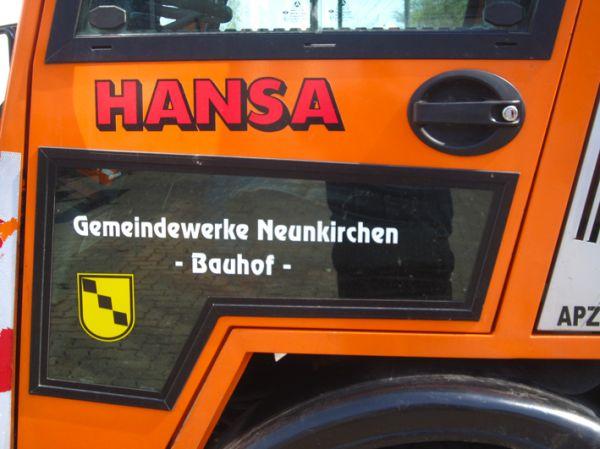 HANSA
Gemeindewerke Neunkirchen
- Bauhof -
APZ